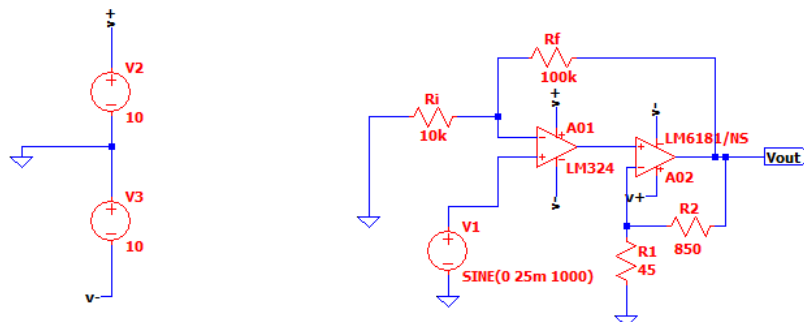 v+
V2
10
V3
10
v-
Rf
100k
Ri
10k
v+
A01
LM324
v-
V1
SINE(0 25m 1000)
v-
LM6181/NS
A02
v+
Vout
R2
850
R1
45